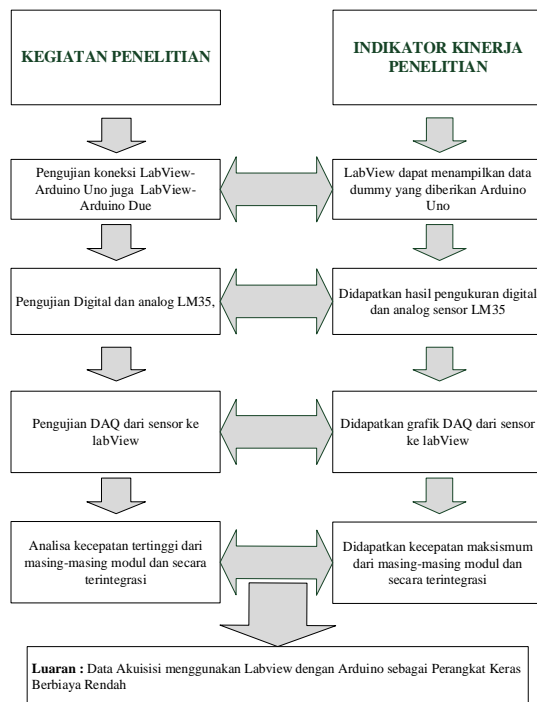 KEGIATAN PENELITIAN
INDIKATOR KINERJA
PENELITIAN
Pengujian koneksi LabView-
Arduino Uno juga LabView-
Arduino Due
LabView dapat menampilkan data
dummy yang diberikan Arduino
Uno
Pengujian Digital dan analog LM35,
Didapatkan hasil pengukuran digital
dan analog sensor LM35
Pengujian DAQ dari sensor ke
labView
Didapatkan grafik DAQ dari sensor
ke labView
Analisa kecepatan tertinggi dari
masing-masing modul dan secara
terintegrasi
Didapatkan kecepatan maksismum
dari masing-masing modul dan
secara terintegrasi
Luaran : Data Akuisisi menggunakan Labview dengan Arduino sebagai Perangkat Keras
Berbiaya Rendah